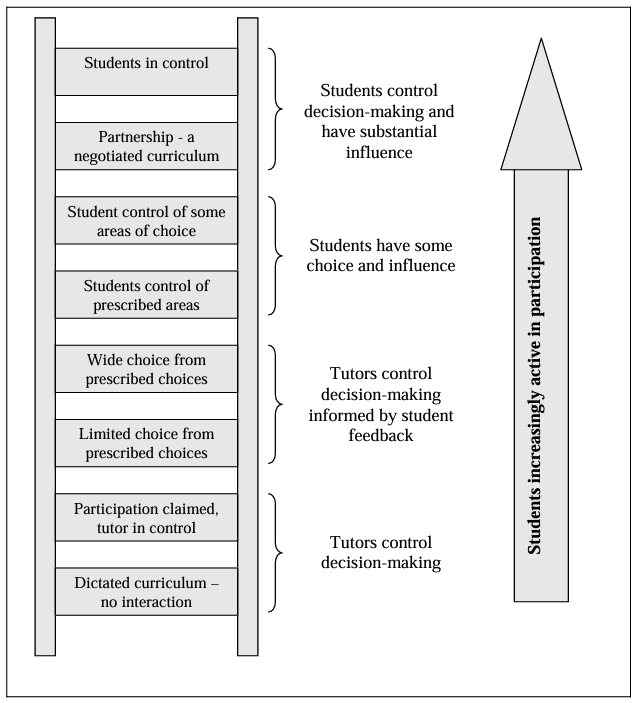 Students in control
Partnership - a
negotiated curriculum
Students control
decision-making and
have substantial
influence
Student control of some
areas of choice
Students control of
prescribed areas
Students have some
choice and influence
Wide choice from
prescribed choices
Limited choice from
prescribed choices
Tutors control
decision-making
informed by student
feedback
Participation claimed,
tutor in control
Dictated curriculum –
no interaction
Tutors control
decision-making
Students increasingly active in participation